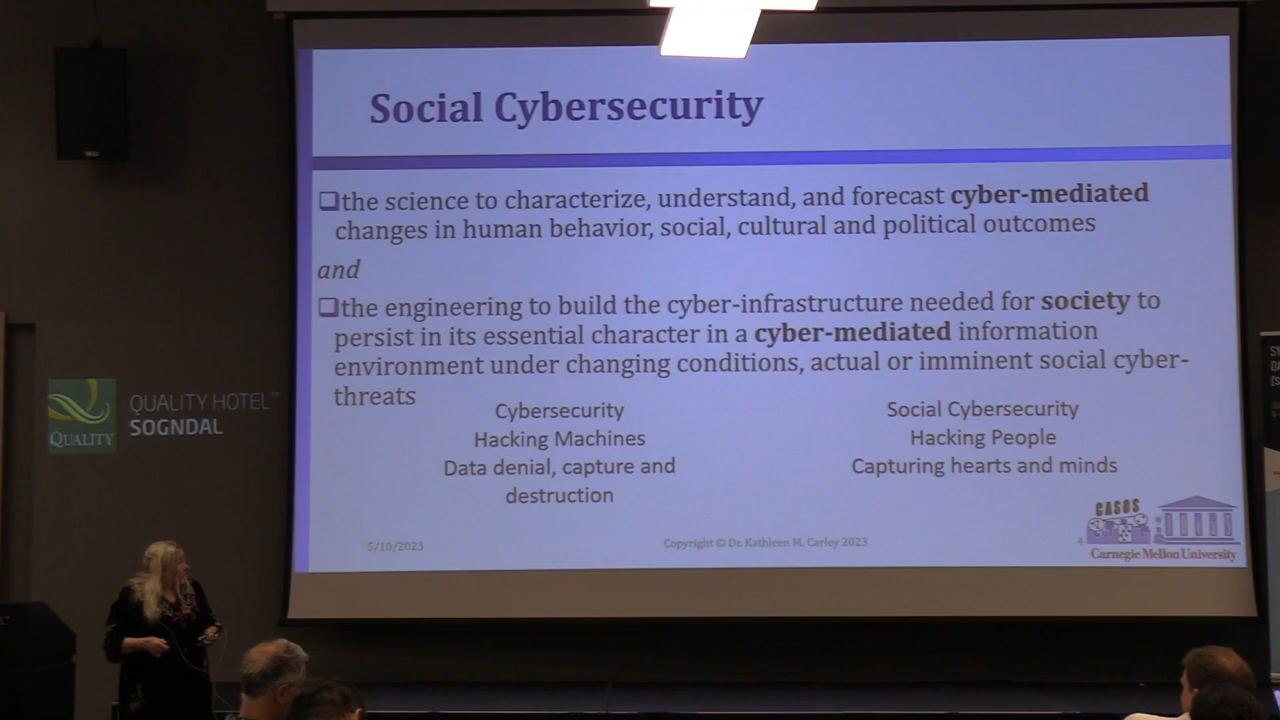 Social Cybersecurity
the science to characterize, understand, and forecast cyber-mediated
changes in human behavior, social, cultural and political outcomes
and
the engineering to build the cyber-infrastructure needed for society to
persist in its essential character in a cyber-mediated information
environment under changing conditions, actual or imminent social cyber-
threats
Cybersecurity
Hacking Machines
Data denial, capture and
destruction
Social Cybersecurity
Hacking People
Capturing hearts and minds
5/10/2023
Copyright © Dr. Kathleen M. Carley 2023
4
CASOS
Carnegie Mellon University
QUALITY
QUALITY HOTEL™
SOGNDAL